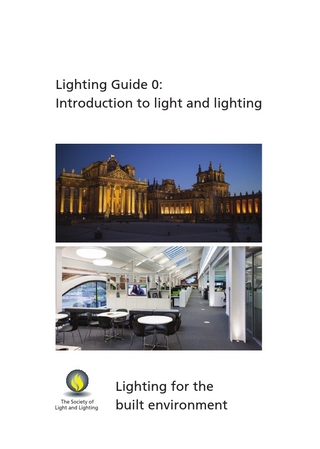 Lighting Guide 0:
Introduction to light and lighting
The Society of
Light and Lighting
Lighting for the
built environment